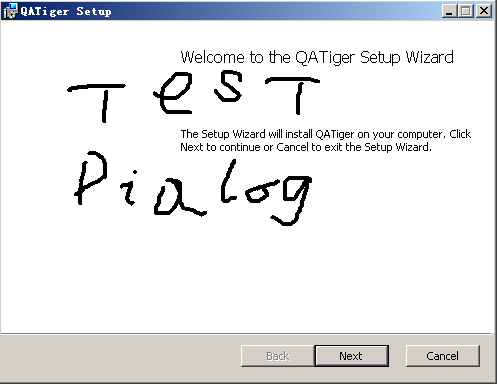 QATiger Setup
Welcome to the QATiger Setup Wizard
TesT
The Setup Wizard will install QATiger on your computer. Click
Next to continue or Cancel to exit the Setup Wizard.
Pialog
Back Next Cancel